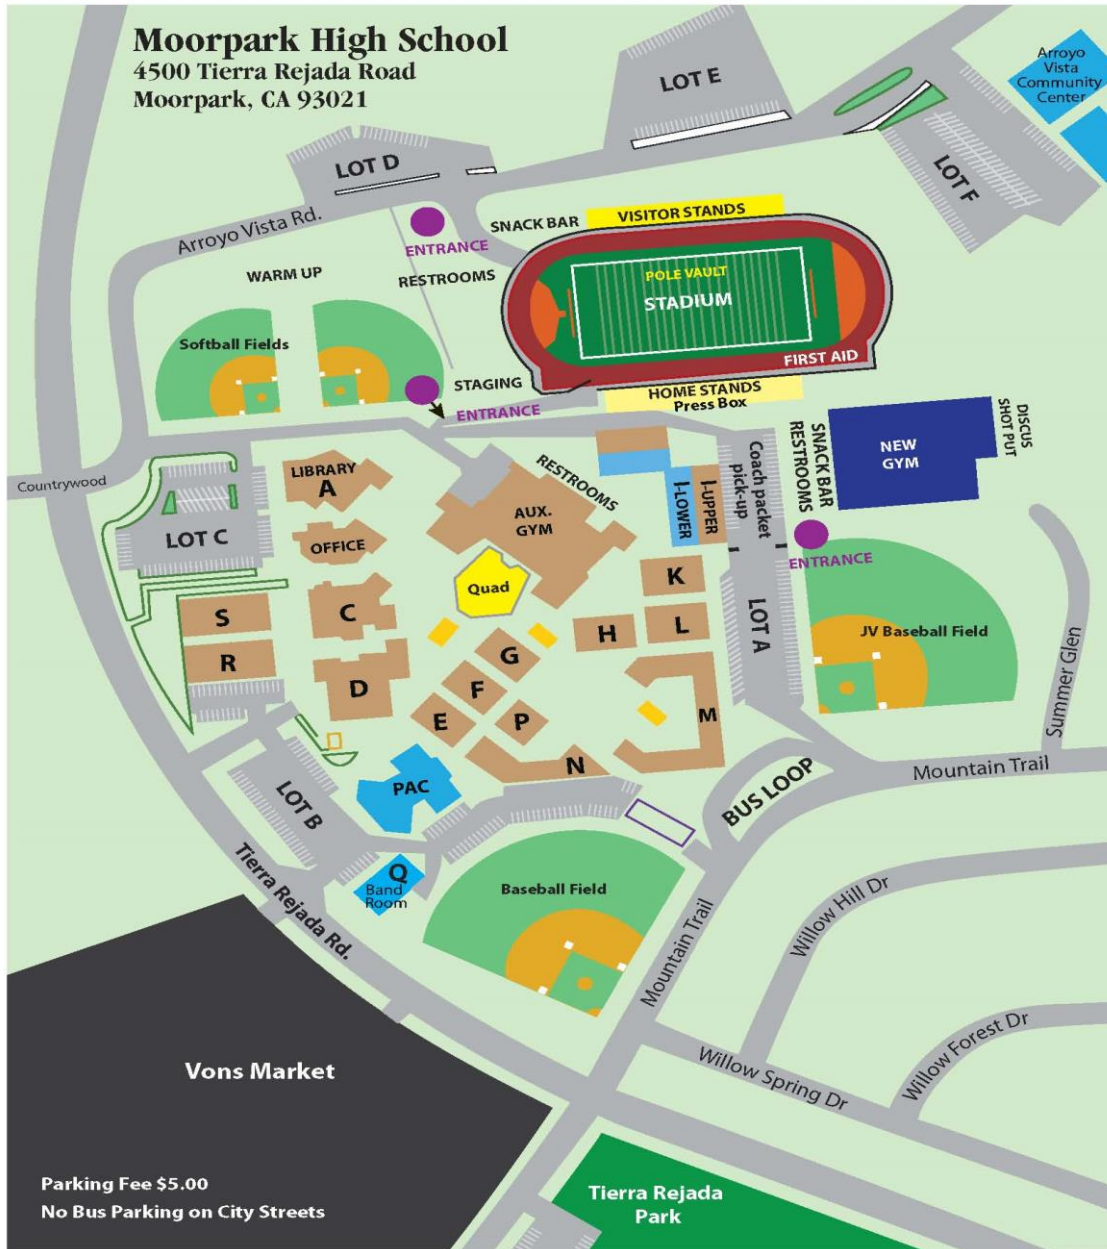 Moorpark High School
4500 Tierra Rejada Road
Moorpark, CA 93021
LOT E
Arroyo
Vista
Community
Center
LOT D
LOT F
Arroyo Vista Rd.
ENTRANCE
SNACK BAR
VISITOR STANDS
WARM UP
RESTROOMS
POLE VAULT
STADIUM
Softball Fields
FIRST AID
STAGING
ENTRANCE
HOME STANDS
Press Box
DISCUS
SHOT PUT
Countrywood
LIBRARY
A
RESTROOMS
I-LOWER
I-UPPER
Coach packet
pick-up
SNACK BAR
RESTROOMS
NEW
GYM
LOT C
OFFICE
AUX.
GYM
ENTRANCE
Quad
K
S
C
H
L
LOT A
JV Baseball Field
R
D
G
F
E
P
M
Summer Glen
N
PAC
LOT B
BUS LOOP
Mountain Trail
Q
Band
Room
Baseball Field
Tierra Rejada Rd.
Mountain Trail
Willow Hill Dr
Willow Spring Dr
Willow Forest Dr
Vons Market
Parking Fee $5.00
No Bus Parking on City Streets
Tierra Rejada
Park